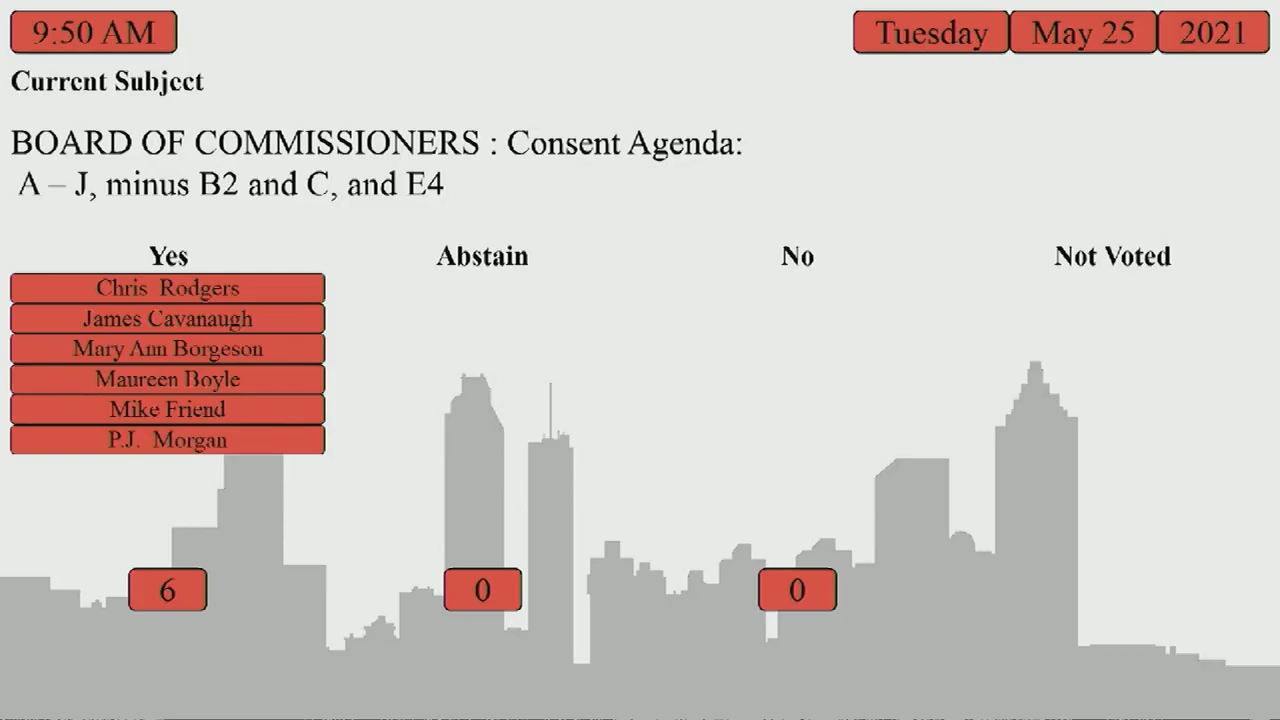 9:50 AM
Tuesday May 25 2021
Current Subject
BOARD OF COMMISSIONERS : Consent Agenda:
A – J, minus B2 and C, and E4
Yes Abstain No Not Voted
Chris Rodgers
James Cavanaugh
Mary Ann Borgeson
Maureen Boyle
Mike Friend
P.J. Morgan
6 0 0